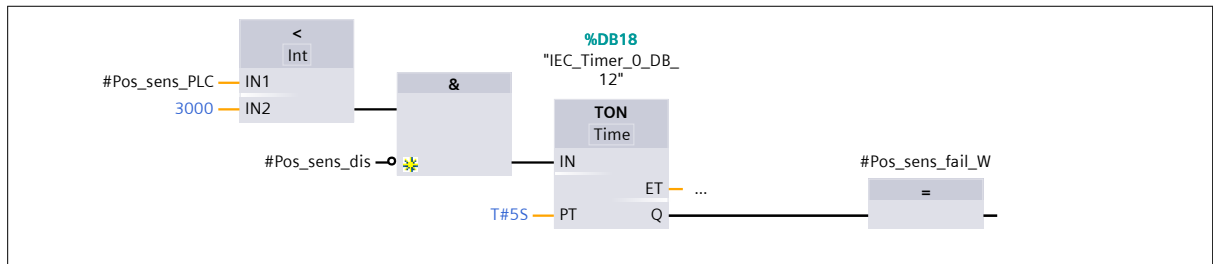 <
Int
#Pos_sens_PLC
IN1
3000
IN2
&
#Pos_sens_dis
%DB18
"IEC_Timer_0_DB_
12"
TON
Time
IN
ET
...
T#5S
PT
Q
#Pos_sens_fail_W
=